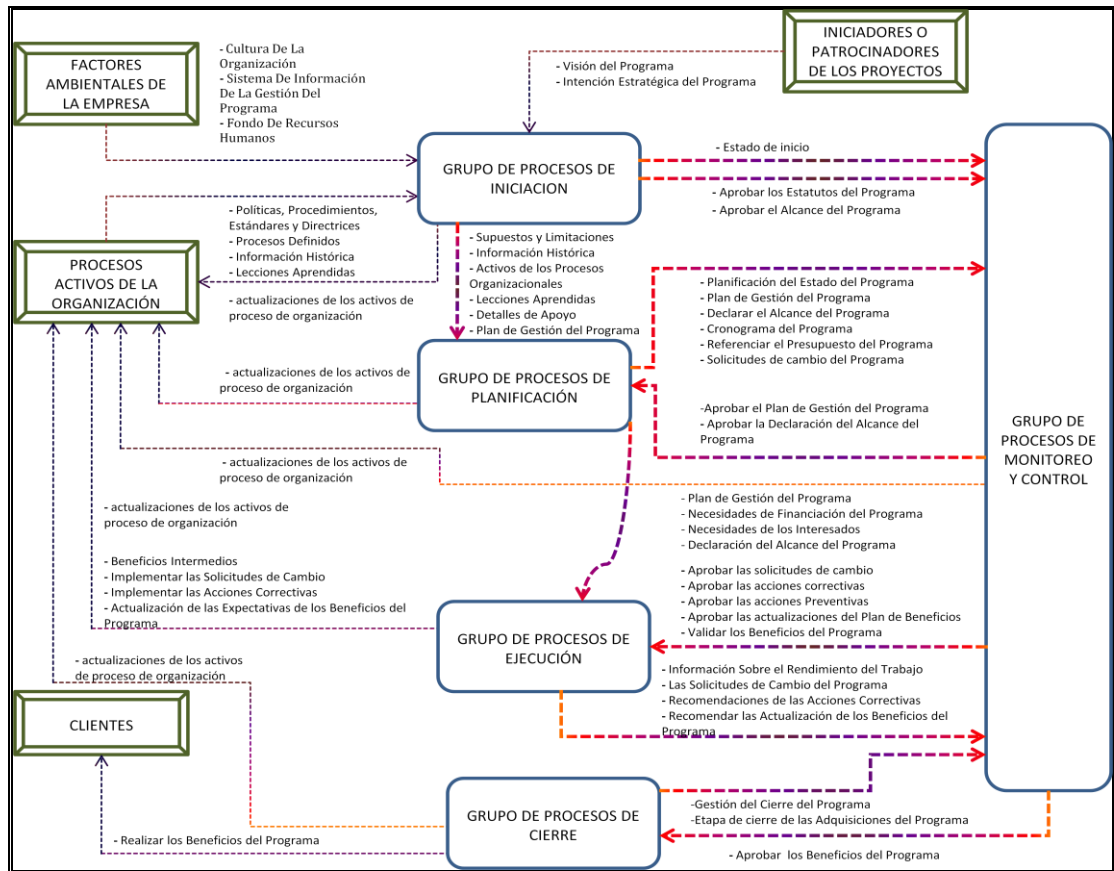 FACTORES
AMBIENTALES DE
LA EMPRESA
- Cultura De La
Organización
- Sistema De Información
De La Gestión Del
Programa
- Fondo De Recursos
Humanos
INICIADORES O
PATROCINADORES
DE LOS PROYECTOS
- Visión del Programa
- Intención Estratégica del Programa
GRUPO DE PROCESOS DE
INICIACION
- Estado de inicio
- Aprobar los Estatutos del Programa
- Aprobar el Alcance del Programa
PROCESOS
ACTIVOS DE LA
ORGANIZACIÓN
- Políticas, Procedimientos,
Estándares y Directrices
- Procesos Definidos
- Información Histórica
- Lecciones Aprendidas
- actualizaciones de los activos de
proceso de organización
- Supuestos y Limitaciones
- Información Histórica
- Activos de los Procesos
Organizacionales
- Lecciones Aprendidas
- Detalles de Apoyo
- Plan de Gestión del Programa
- Planificación del Estado del Programa
- Plan de Gestión del Programa
- Declarar el Alcance del Programa
- Cronograma del Programa
- Referenciar el Presupuesto del Programa
- Solicitudes de cambio del Programa
GRUPO DE PROCESOS DE
PLANIFICACIÓN
- actualizaciones de los activos de
proceso de organización
-Aprobar el Plan de Gestión del Programa
- Aprobar la Declaración del Alcance del
Programa
GRUPO DE
PROCESOS DE
MONITOREO
Y CONTROL
- actualizaciones de los activos de
proceso de organización
- Plan de Gestión del Programa
- Necesidades de Financiación del Programa
- Necesidades de los Interesados
- Declaración del Alcance del Programa
- actualizaciones de los activos de
proceso de organización
- Beneficios Intermedios
- Implementar las Solicitudes de Cambio
- Implementar las Acciones Correctivas
- Actualización de las Expectativas de los Beneficios del
Programa
- Aprobar las solicitudes de cambio
- Aprobar las acciones correctivas
- Aprobar las acciones Preventivas
- Aprobar las actualizaciones del Plan de Beneficios
- Validar los Beneficios del Programa
GRUPO DE PROCESOS DE
EJECUCIÓN
- actualizaciones de los activos
de proceso de organización
- Información Sobre el Rendimiento del Trabajo
- Las Solicitudes de Cambio del Programa
- Recomendaciones de las Acciones Correctivas
- Recomendar las Actualización de los Beneficios del
Programa
CLIENTES
GRUPO DE PROCESOS DE
CIERRE
-Gestión del Cierre del Programa
-Etapa de cierre de las Adquisiciones del Programa
- Realizar los Beneficios del Programa
- Aprobar los Beneficios del Programa